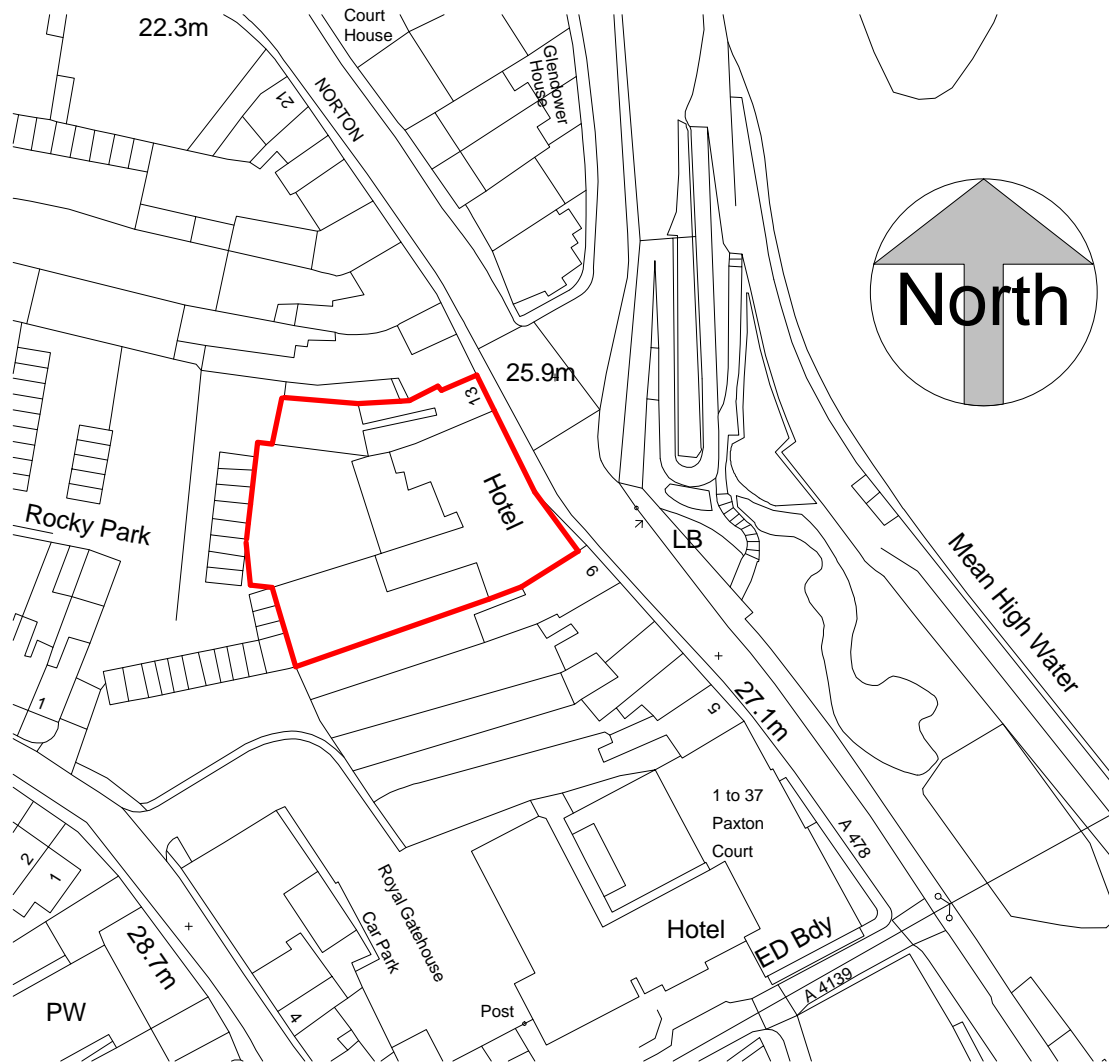 22.3m
Court
House
Glendower
House
21
NORTON
North
25.9m
13
Hotel
Rocky Park
LB
9
Mean High Water
1
27.1m
5
1 to 37
Paxton
Court
A 478
2
1
Royal Gatehouse
Car Park
Hotel
ED Bdy
28.7m
A 4139
PW
Post
4